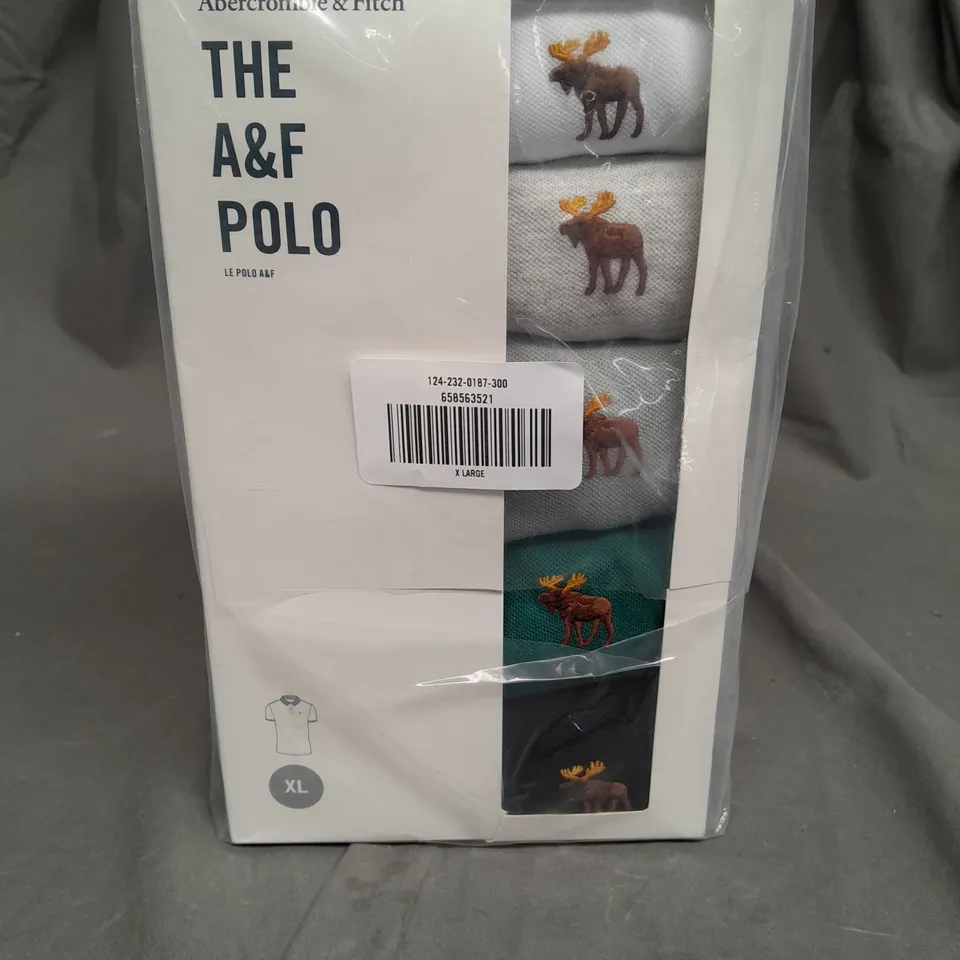 Abercrombie & Fitch
THE
A&F
POLO
LE POLO A&F
124-232-0187-300
658563521
X LARGE
XL